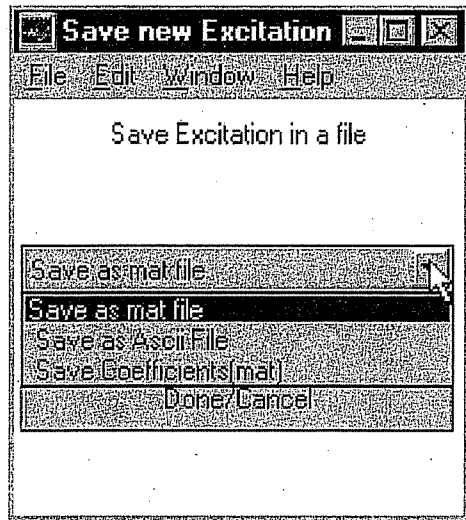 Save new Excitation
File Edit Window Help
Save Excitation in a file
Save as mat file
Save as mat file
Save as Ascii File
Save Coefficients(mat)
Done/Cancel